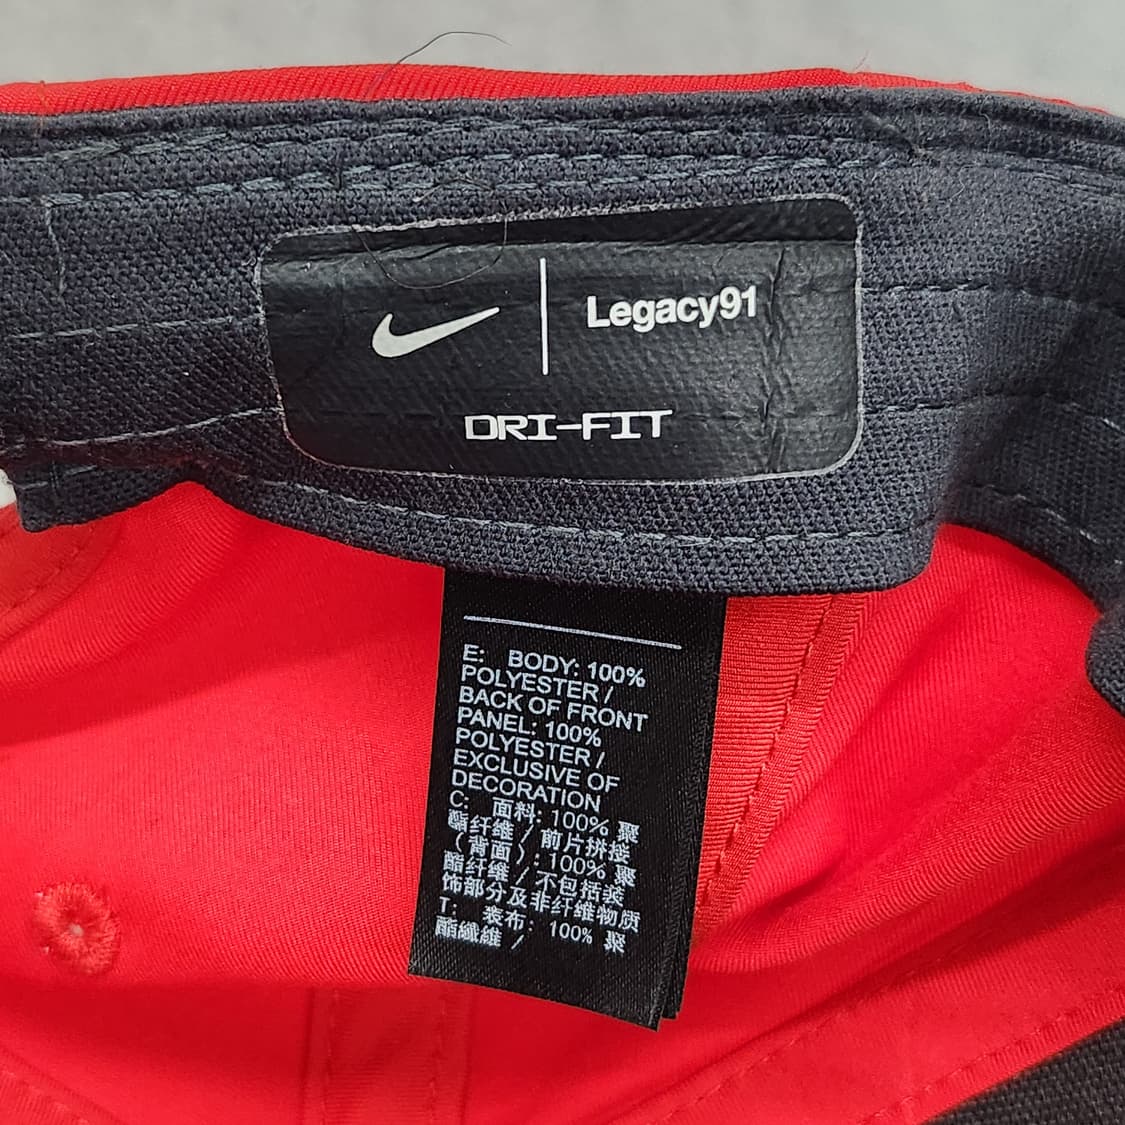 Legacy91
DRI-FIT
E: BODY: 100%
POLYESTER /
BACK OF FRONT
PANEL: 100%
POLYESTER /
EXCLUSIVE OF
DECORATION
C: 面料: 100% 聚
酯纤维 / 前片拼接
(背面): 100% 聚
酯纤维 / 不包括装
饰部分及非纤维物质
T: 表布: 100% 聚
酯纖維 /